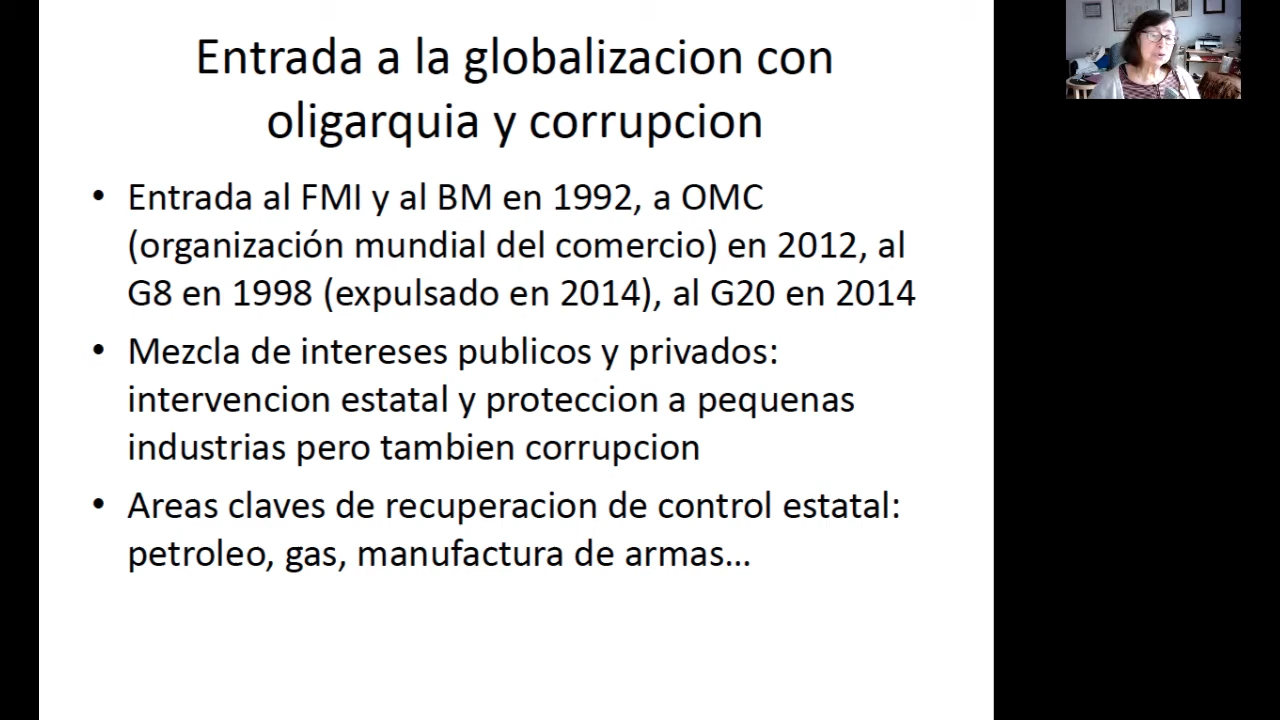 Entrada a la globalizacion con
oligarquia y corrupcion
• Entrada al FMI y al BM en 1992, a OMC
(organización mundial del comercio) en 2012, al
G8 en 1998 (expulsado en 2014), al G20 en 2014
• Mezcla de intereses publicos y privados:
intervencion estatal y proteccion a pequenas
industrias pero tambien corrupcion
• Areas claves de recuperacion de control estatal:
petroleo, gas, manufactura de armas...